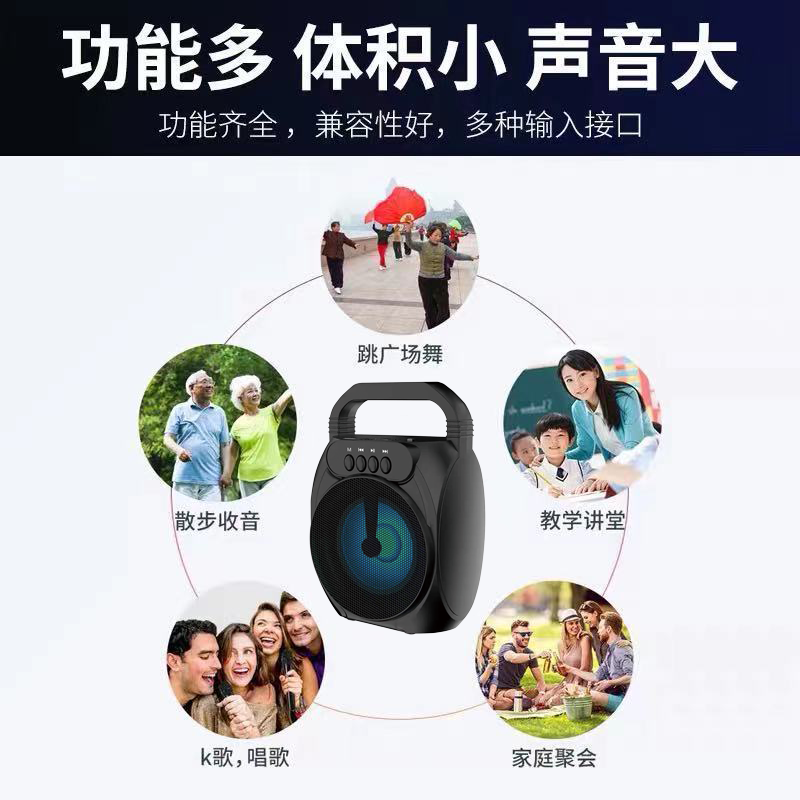 功能多 体积小 声音大
功能齐全，兼容性好，多种输入接口
跳广场舞
散步收音
教学讲堂
k歌，唱歌
家庭聚会